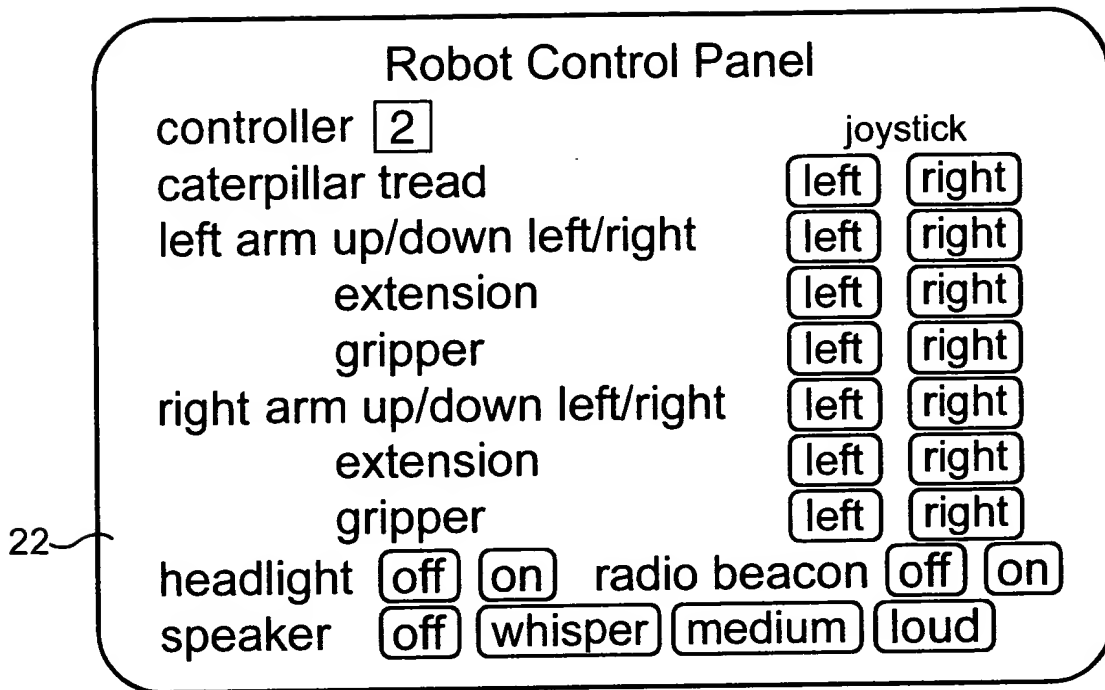 Robot Control Panel
controller 2
joystick
caterpillar tread left right
left arm up/down left/right left right
extension left right
gripper left right
right arm up/down left/right left right
extension left right
gripper left right
22
headlight off on radio beacon off on
speaker off whisper medium loud